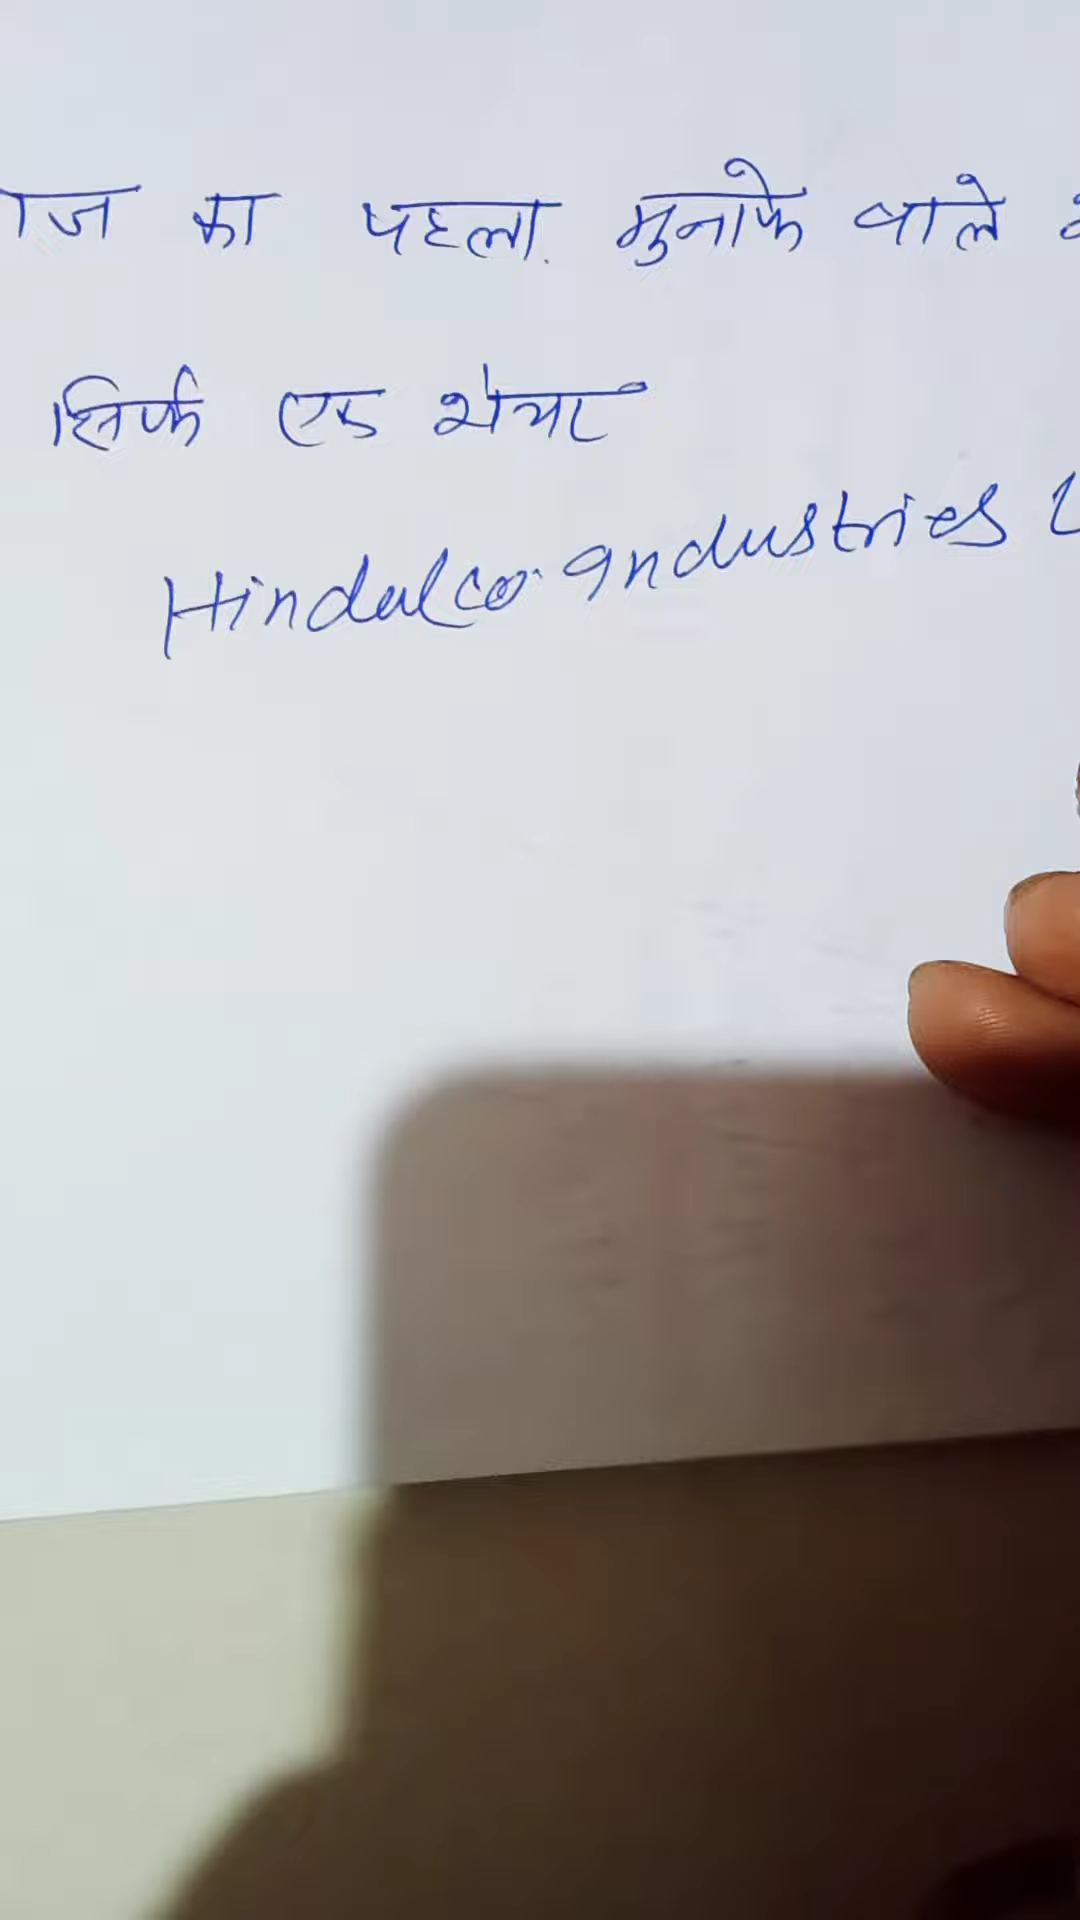 का पहला मुनाफे वाले
सिर्फ एक शेयर
Hindalco Industries